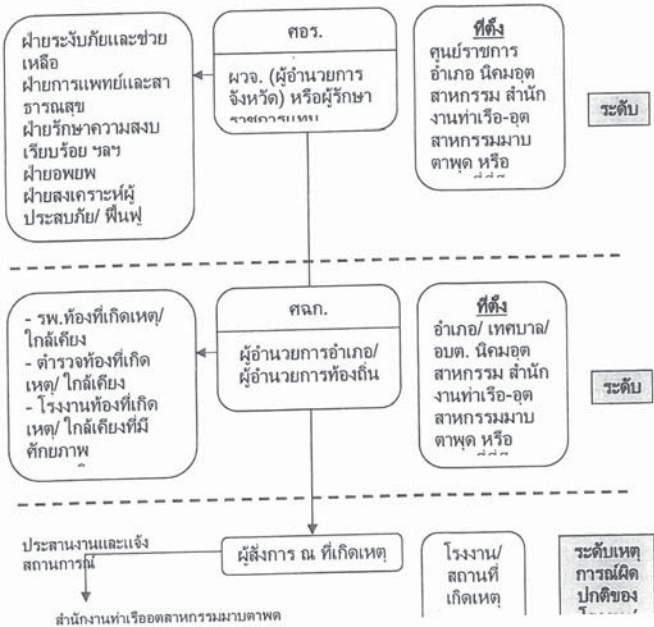 ฝ่ายระงับภัยและช่วย
เหลือ
ฝ่ายการแพทย์และสา
ธารณสุข
ฝ่ายรักษาความสงบ
เรียบร้อย ฯลฯ
ฝ่ายอพยพ
ฝ่ายสงเคราะห์ผู้
ประสบภัย/ ฟื้นฟู
ศอร.
ผวจ. (ผู้อำนวยการ
จังหวัด) หรือผู้รักษา
ราชการแทน
ที่ตั้ง
ศูนย์ราชการ
อำเภอ นิคมอุต
สาหกรรม สำนัก
งานท่าเรือ-อุต
สาหกรรมมาบ
ตาพุด หรือ
ระดับ
- รพ.ท้องที่เกิดเหตุ/
ใกล้เคียง
- ตำรวจท้องที่เกิด
เหตุ/ ใกล้เคียง
- โรงงานท้องที่เกิด
เหตุ/ ใกล้เคียงที่มี
ศักยภาพ
ศฉก.
ผู้อำนวยการอำเภอ/
ผู้อำนวยการท้องถิ่น
ที่ตั้ง
อำเภอ/ เทศบาล/
อบต. นิคมอุต
สาหกรรม สำนัก
งานท่าเรือ-อุต
สาหกรรมมาบ
ตาพุด หรือ
ระดับ
ประสานงานและแจ้ง
สถานการณ์
ผู้สั่งการ ณ ที่เกิดเหตุ
โรงงาน/
สถานที่
เกิดเหตุ
ระดับเหตุ
การณ์ผิด
ปกติของ
โรงงาน/
สำนักงานท่าเรืออุตสาหกรรมมาบตาพุด